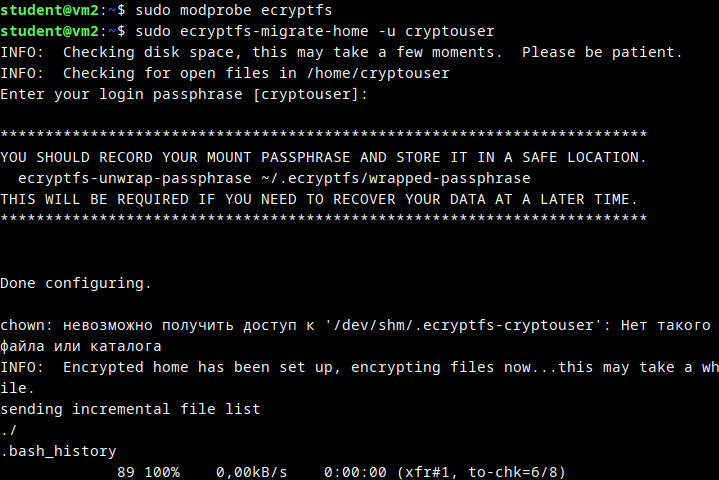 student@vm2:~$ sudo modprobe ecryptfs
student@vm2:~$ sudo ecryptfs-migrate-home -u cryptouser
INFO:  Checking disk space, this may take a few moments.  Please be patient.
INFO:  Checking for open files in /home/cryptouser
Enter your login passphrase [cryptouser]:
************************************************************************
YOU SHOULD RECORD YOUR MOUNT PASSPHRASE AND STORE IT IN A SAFE LOCATION.
  ecryptfs-unwrap-passphrase ~/.ecryptfs/wrapped-passphrase
THIS WILL BE REQUIRED IF YOU NEED TO RECOVER YOUR DATA AT A LATER TIME.
************************************************************************
Done configuring.
chown: невозможно получить доступ к '/dev/shm/.ecryptfs-cryptouser': Нет такого
файла или каталога
INFO:  Encrypted home has been set up, encrypting files now...this may take a wh
ile.
sending incremental file list
./
.bash_history
             89 100%    0,00kB/s    0:00:00 (xfr#1, to-chk=6/8)